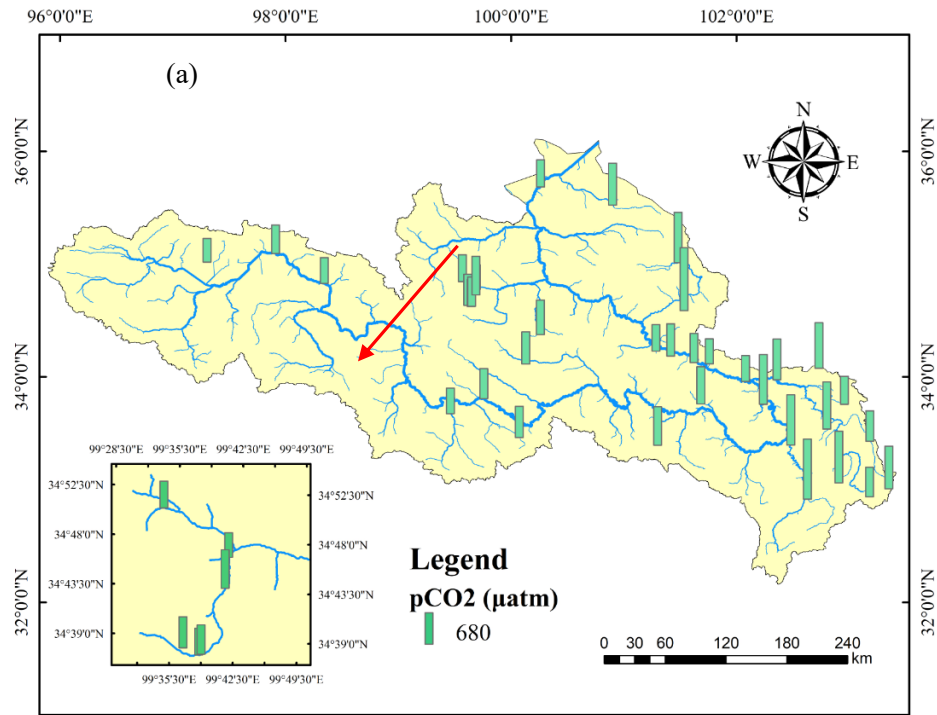 96°0'0"E 98°0'0"E 100°0'0"E 102°0'0"E
(a)
N
W E
S
36°0'0"N 36°0'0"N
34°0'0"N 34°0'0"N
32°0'0"N 32°0'0"N
99°28'30"E 99°35'30"E 99°42'30"E 99°49'30"E
34°52'30"N 34°52'30"N
34°48'0"N 34°48'0"N
34°43'30"N 34°43'30"N
34°39'0"N 34°39'0"N
99°35'30"E 99°42'30"E 99°49'30"E
Legend
pCO2 (µatm)
680
0 15 30 60 120 180 240
km